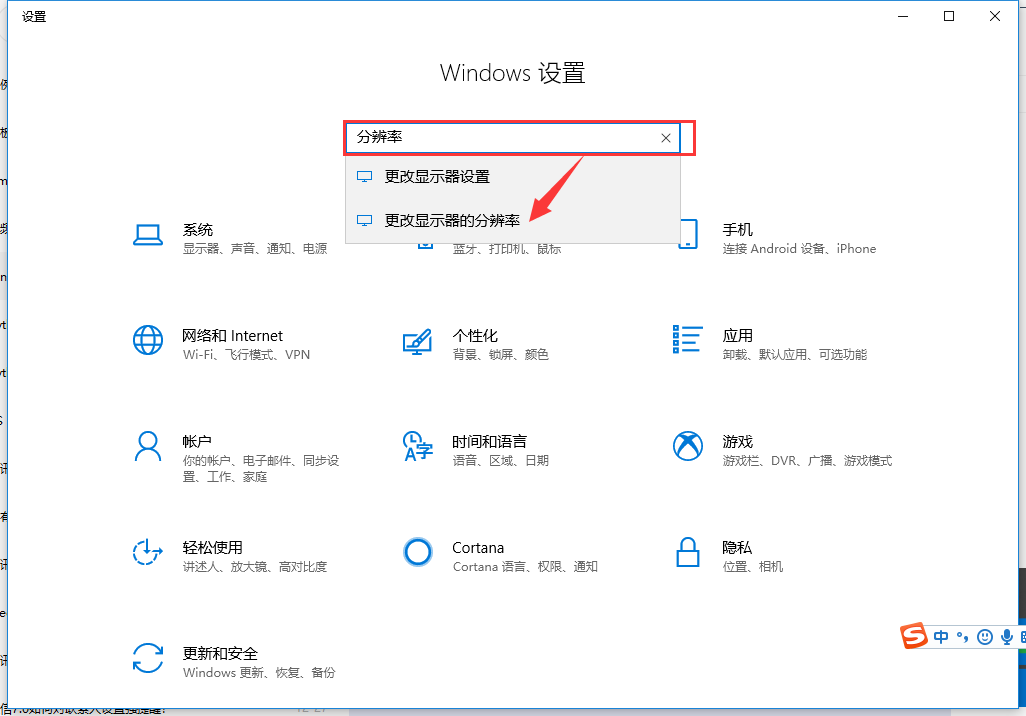 设置
Windows 设置
分辨率
更改显示器设置
更改显示器的分辨率
系统
显示器、声音、通知、电源
蓝牙、打印机、鼠标
手机
连接 Android 设备、iPhone
网络和 Internet
Wi-Fi、飞行模式、VPN
个性化
背景、锁屏、颜色
应用
卸载、默认应用、可选功能
帐户
你的帐户、电子邮件、同步设
置、工作、家庭
时间和语言
语音、区域、日期
游戏
游戏栏、DVR、广播、游戏模式
轻松使用
讲述人、放大镜、高对比度
Cortana
Cortana 语言、权限、通知
隐私
位置、相机
中
更新和安全
Windows 更新、恢复、备份